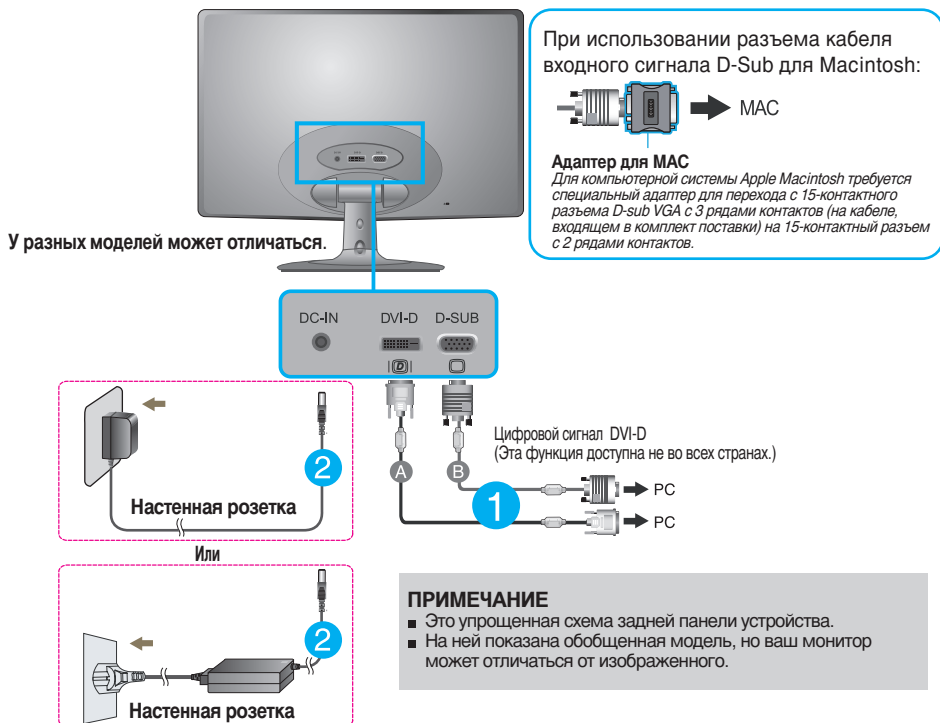 При использовании разъема кабеля
входного сигнала D-Sub для Macintosh:
MAC
Адаптер для MAC
Для компьютерной системы Apple Macintosh требуется
специальный адаптер для перехода с 15-контактного
разъема D-sub VGA с 3 рядами контактов (на кабеле,
входящем в комплект поставки) на 15-контактный разъем
с 2 рядами контактов.
У разных моделей может отличаться.
DC-IN DVI-D D-SUB
D
A B
Цифровой сигнал DVI-D
(Эта функция доступна не во всех странах.)
1
PC
PC
2
Настенная розетка
Или
2
Настенная розетка
ПРИМЕЧАНИЕ
■ Это упрощенная схема задней панели устройства.
■ На ней показана обобщенная модель, но ваш монитор
может отличаться от изображенного.